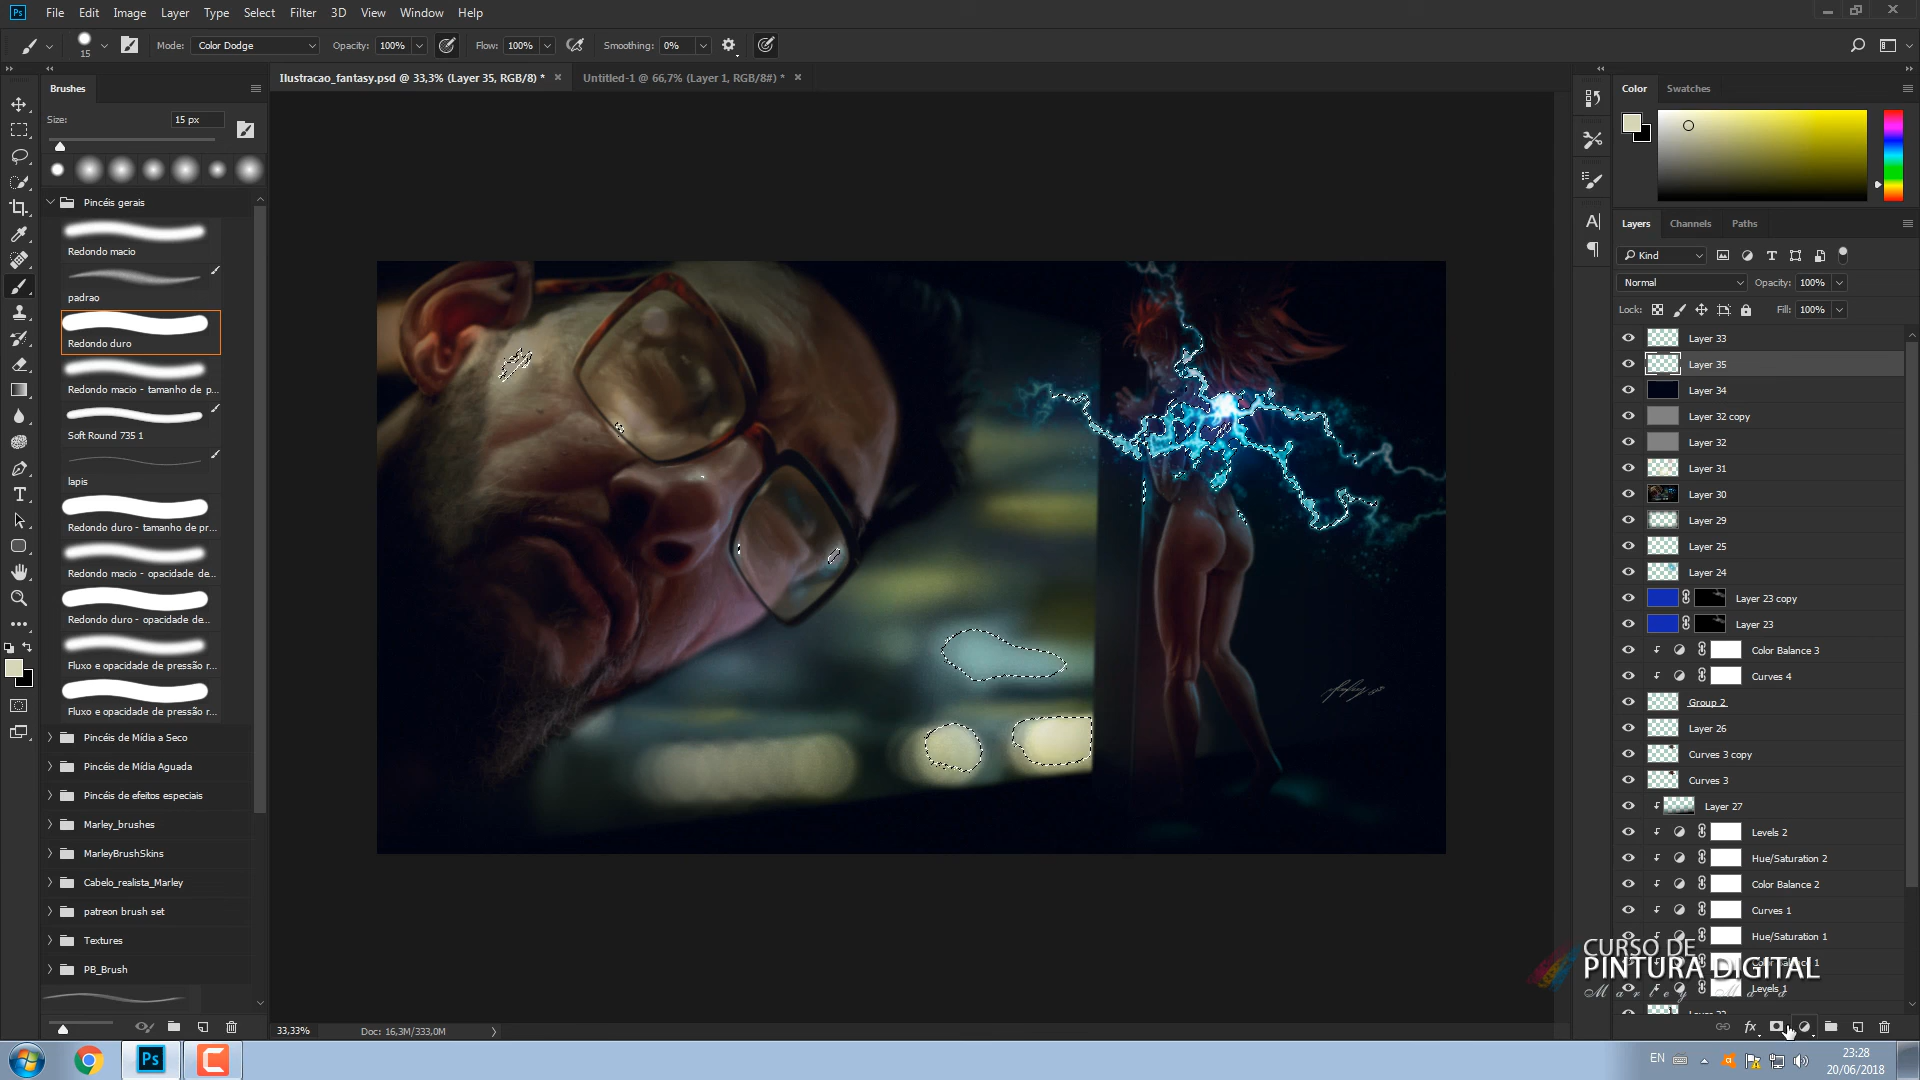 Ps File Edit Image Layer Type Select Filter 3D View Window Help
15 Mode: Color Dodge Opacity: 100% Flow: 100% Smoothing: 0%
Ilustracao_fantasy.psd @ 33,3% (Layer 35, RGB/8) * × Untitled-1 @ 66,7% (Layer 1, RGB/8#) * ×
Brushes
Size: 15 px
Pincéis gerais
Redondo macio
padrao
Redondo duro
Redondo macio - tamanho de p...
Soft Round 735 1
lapis
Redondo duro - tamanho de pr...
Redondo macio - opacidade de...
Redondo duro - opacidade de...
Fluxo e opacidade de pressão r...
Fluxo e opacidade de pressão r...
Pincéis de Mídia a Seco
Pincéis de Mídia Aguada
Pincéis de efeitos especiais
Marley_brushes
MarleyBrushSkins
Cabelo_realista_Marley
patreon brush set
Textures
PB_Brush
33,33% Doc: 16,3M/333,0M
Color Swatches
Layers Channels Paths
Kind
Normal Opacity: 100%
Lock: Fill: 100%
Layer 33
Layer 35
Layer 34
Layer 32 copy
Layer 32
Layer 31
Layer 30
Layer 29
Layer 25
Layer 24
Layer 23 copy
Layer 23
Color Balance 3
Curves 4
Group 2
Layer 26
Curves 3 copy
Curves 3
Layer 27
Levels 2
Hue/Saturation 2
Color Balance 2
Curves 1
Hue/Saturation 1
Color Balance 1
Levels 1
CURSO DE
PINTURA DIGITAL
fx
Ps
EN
23:28
20/06/2018